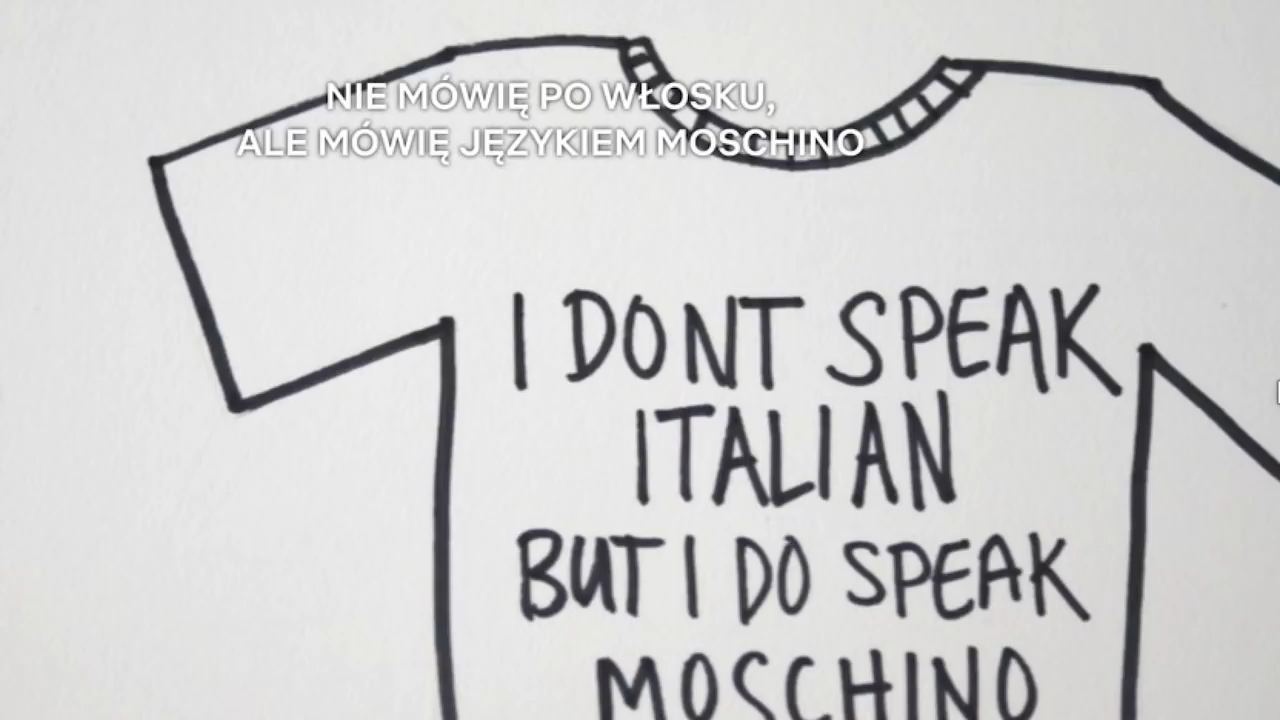 NIE MÓWIĘ PO WŁOSKU,
ALE MÓWIĘ JĘZYKIEM MOSCHINO
I DONT SPEAK
ITALIAN
BUT I DO SPEAK
MOSCHINO